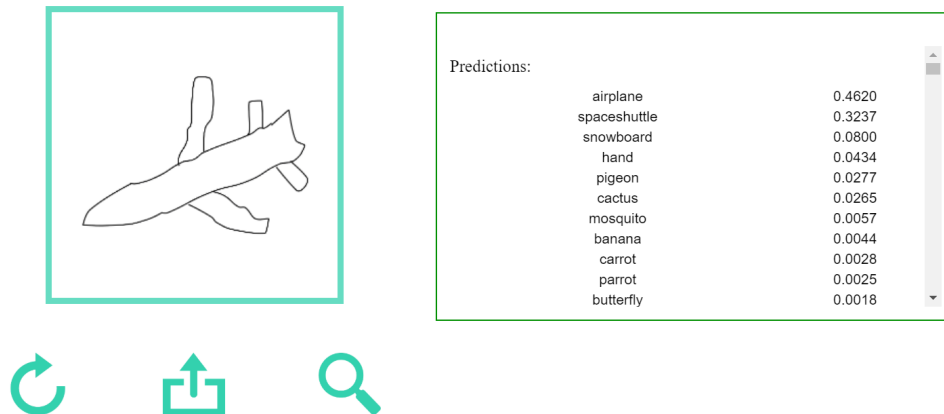 Predictions:
airplane 0.4620
spaceshuttle 0.3237
snowboard 0.0800
hand 0.0434
pigeon 0.0277
cactus 0.0265
mosquito 0.0057
banana 0.0044
carrot 0.0028
parrot 0.0025
butterfly 0.0018